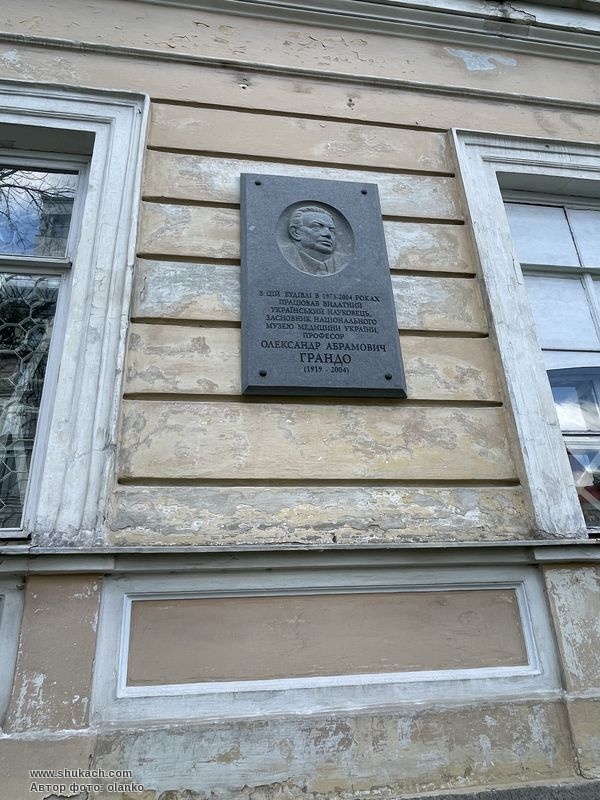 В ЦІЙ БУДІВЛІ В 1973-2004 РОКАХ
ПРАЦЮВАВ ВИДАТНИЙ
УКРАЇНСЬКИЙ НАУКОВЕЦЬ,
ЗАСНОВНИК НАЦІОНАЛЬНОГО
МУЗЕЮ МЕДИЦИНИ УКРАЇНИ,
ПРОФЕСОР
ОЛЕКСАНДР АБРАМОВИЧ
ГРАНДО
(1919 - 2004)
www.shukach.com
Автор фото: olanko